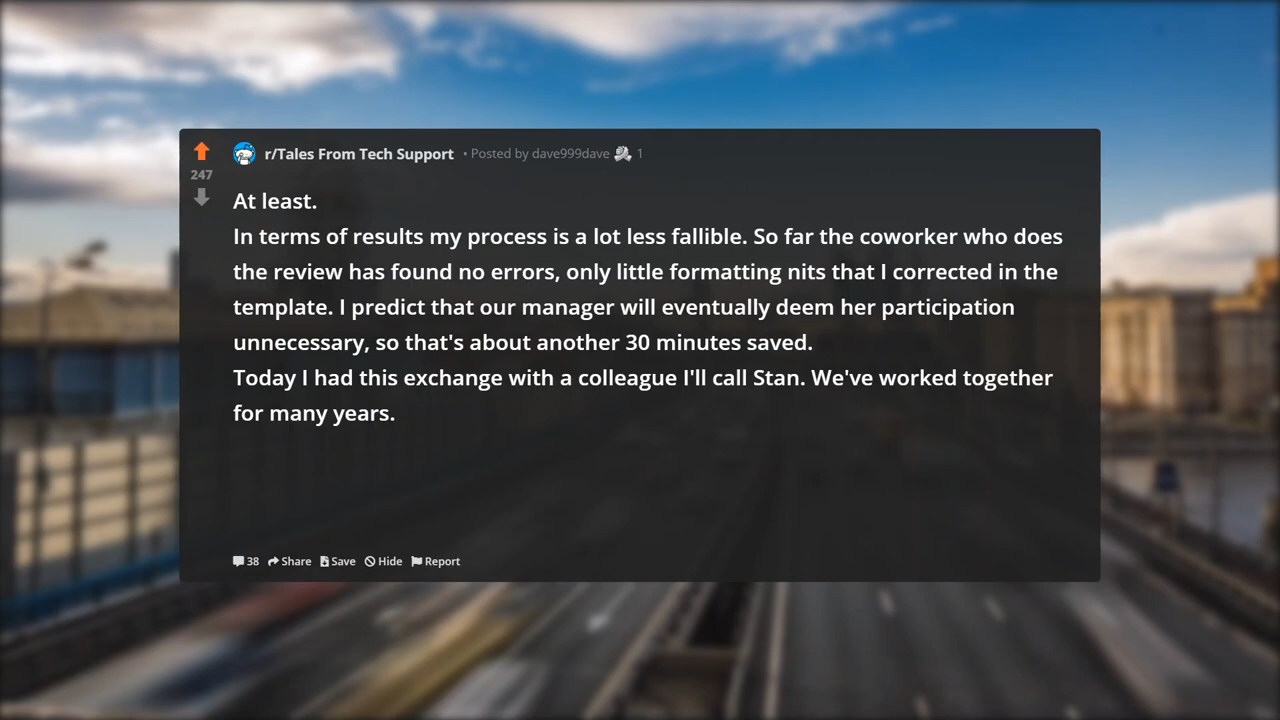 r/Tales From Tech Support • Posted by dave999dave 1
247
At least.
In terms of results my process is a lot less fallible. So far the coworker who does
the review has found no errors, only little formatting nits that I corrected in the
template. I predict that our manager will eventually deem her participation
unnecessary, so that's about another 30 minutes saved.
Today I had this exchange with a colleague I'll call Stan. We've worked together
for many years.
38 Share Save Hide Report